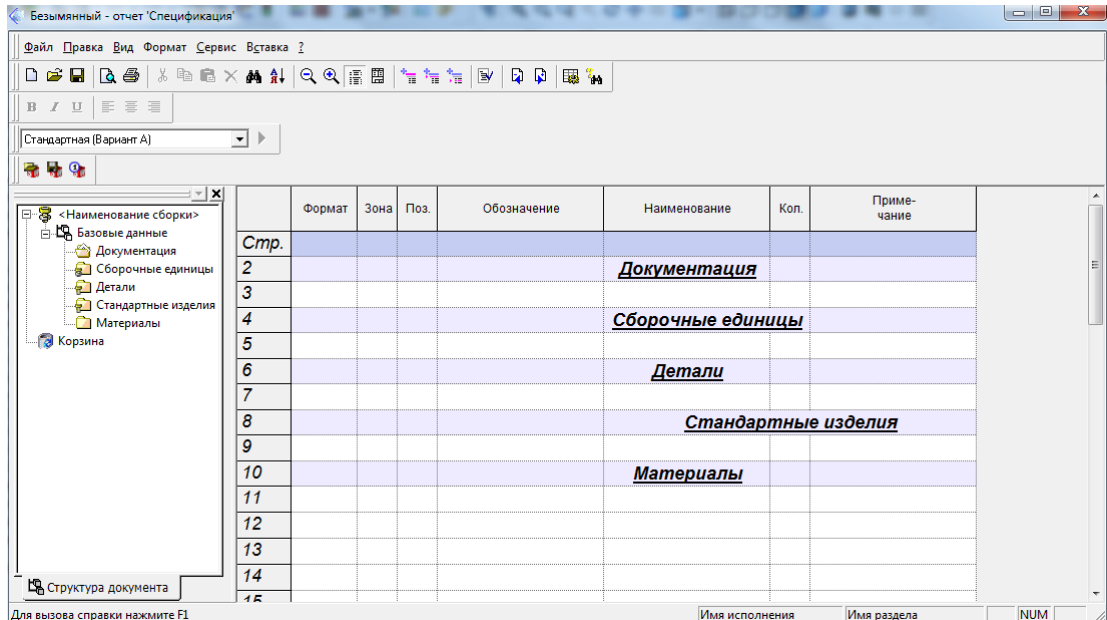 Безымянный - отчет 'Спецификация'
Файл Правка Вид Формат Сервис Вставка ?
B I U
Стандартная (Вариант А)
<Наименование сборки>
Базовые данные
Документация
Сборочные единицы
Детали
Стандартные изделия
Материалы
Корзина
Структура документа
Формат Зона Поз. Обозначение Наименование Кол. Приме-
чание
Стр.
2 Документация
3
4 Сборочные единицы
5
6 Детали
7
8 Стандартные изделия
9
10 Материалы
11
12
13
14
15
Для вызова справки нажмите F1 Имя исполнения Имя раздела NUM